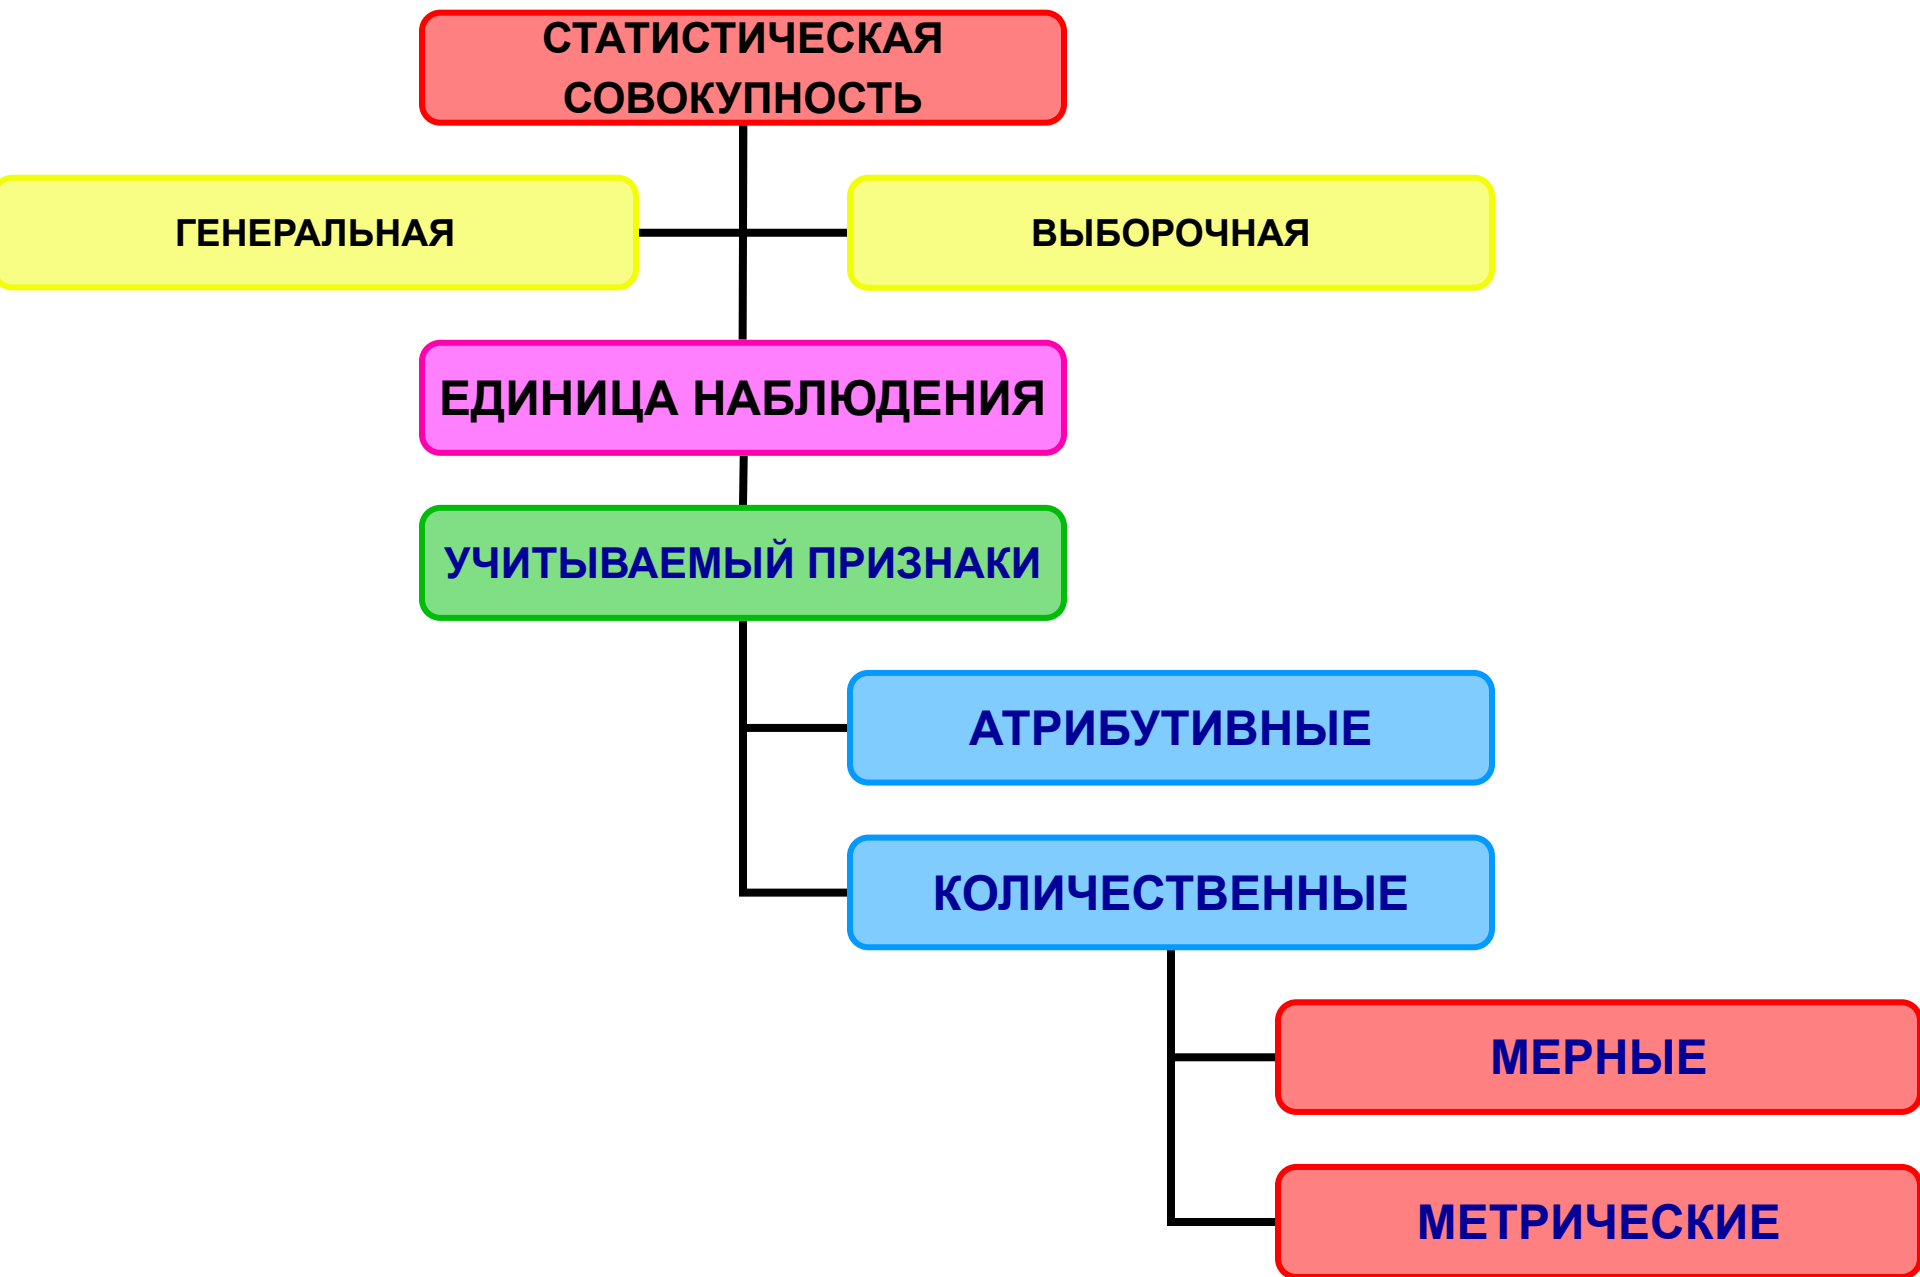 СТАТИСТИЧЕСКАЯ
СОВОКУПНОСТЬ
ГЕНЕРАЛЬНАЯ
ВЫБОРОЧНАЯ
ЕДИНИЦА НАБЛЮДЕНИЯ
УЧИТЫВАЕМЫЙ ПРИЗНАКИ
АТРИБУТИВНЫЕ
КОЛИЧЕСТВЕННЫЕ
МЕРНЫЕ
МЕТРИЧЕСКИЕ